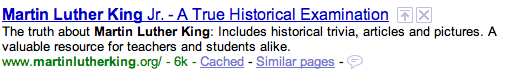 Martin Luther King Jr. - A True Historical Examination
The truth about Martin Luther King: Includes historical trivia, articles and pictures. A
valuable resource for teachers and students alike.
www.martinlutherking.org/ - 6k - Cached - Similar pages -